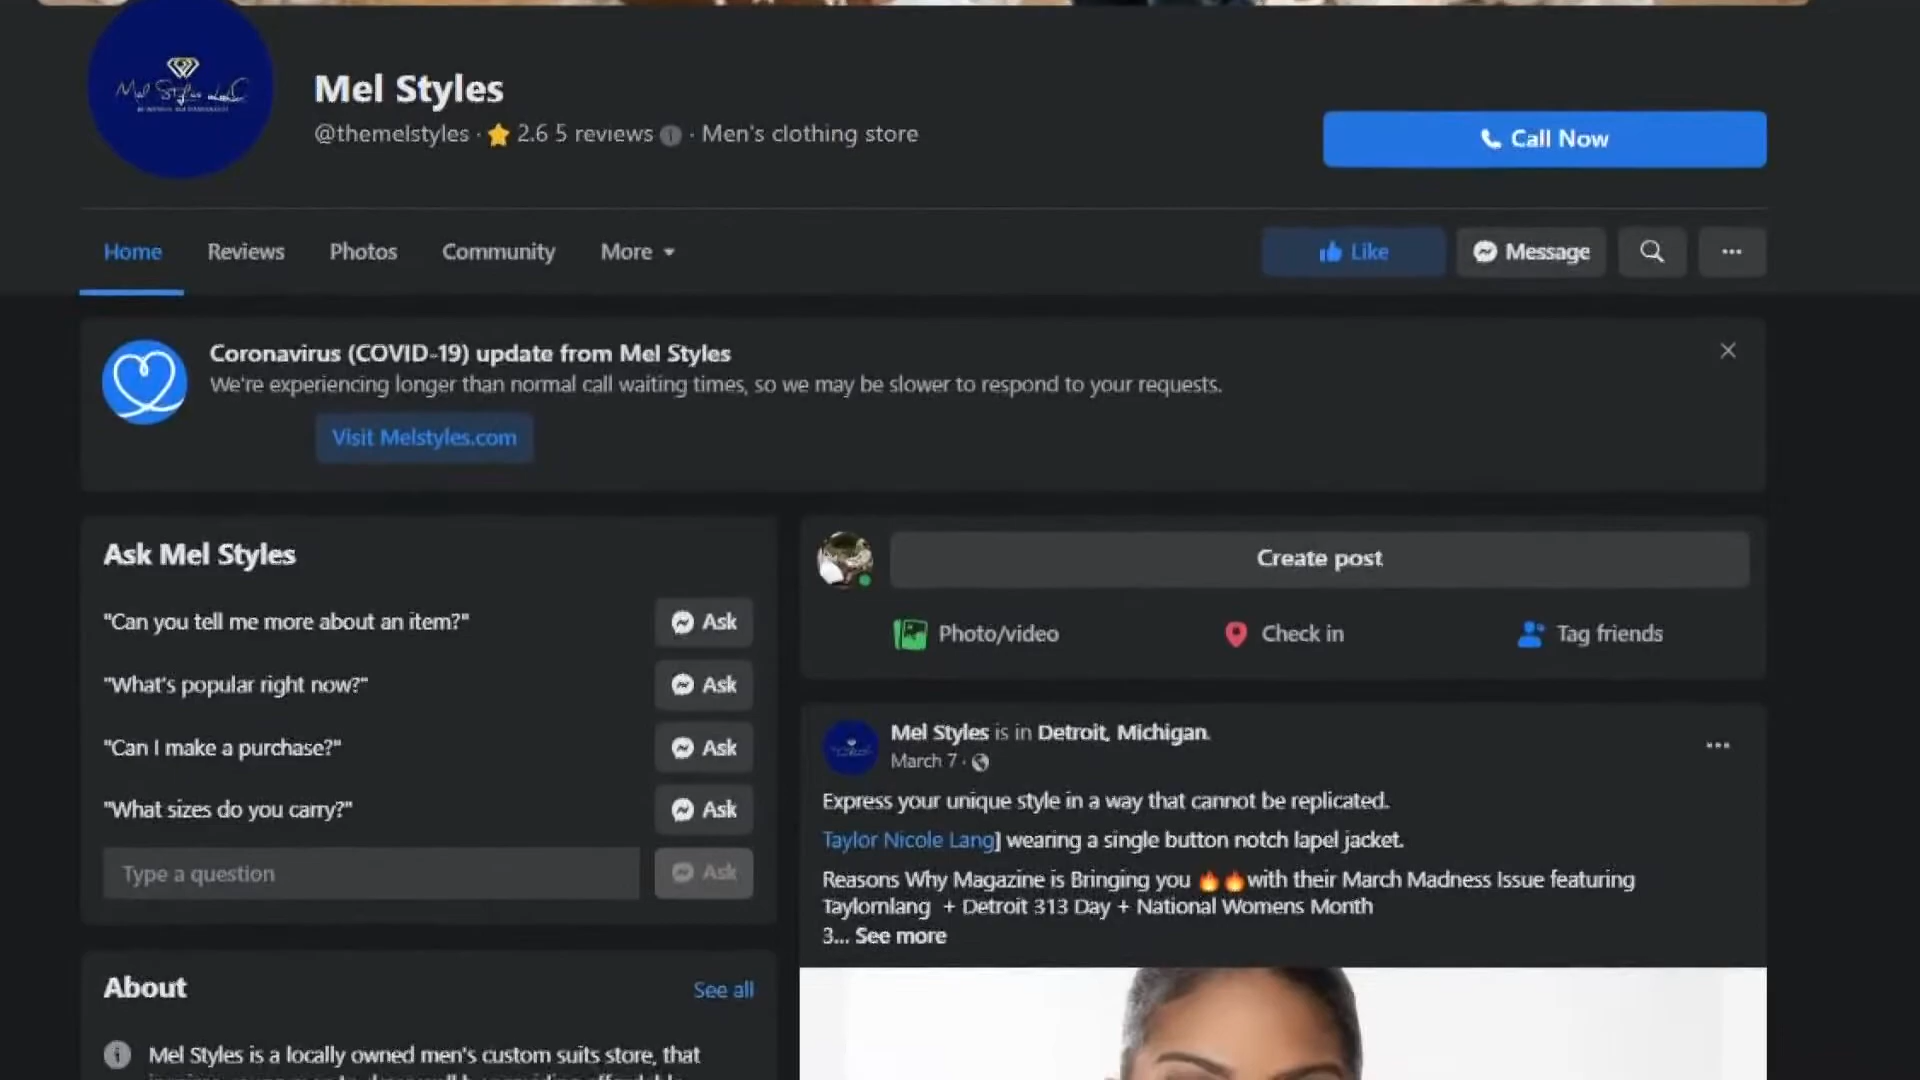 Mel Styles
Mel Styles
@themelstyles · 2.6 5 reviews · Men's clothing store
Call Now
Home
Reviews
Photos
Community
More
Like
Message
Coronavirus (COVID-19) update from Mel Styles
We're experiencing longer than normal call waiting times, so we may be slower to respond to your requests.
Visit Melstyles.com
Ask Mel Styles
"Can you tell me more about an item?"
Ask
"What's popular right now?"
Ask
"Can I make a purchase?"
Ask
"What sizes do you carry?"
Ask
Type a question
Ask
About
See all
Mel Styles is a locally owned men's custom suits store, that
Create post
Photo/video
Check in
Tag friends
Mel Styles is in Detroit, Michigan.
March 7 ·
Express your unique style in a way that cannot be replicated.
Taylor Nicole Lang] wearing a single button notch lapel jacket.
Reasons Why Magazine is Bringing you 🔥🔥with their March Madness Issue featuring
Taylornlang + Detroit 313 Day + National Womens Month
3... See more